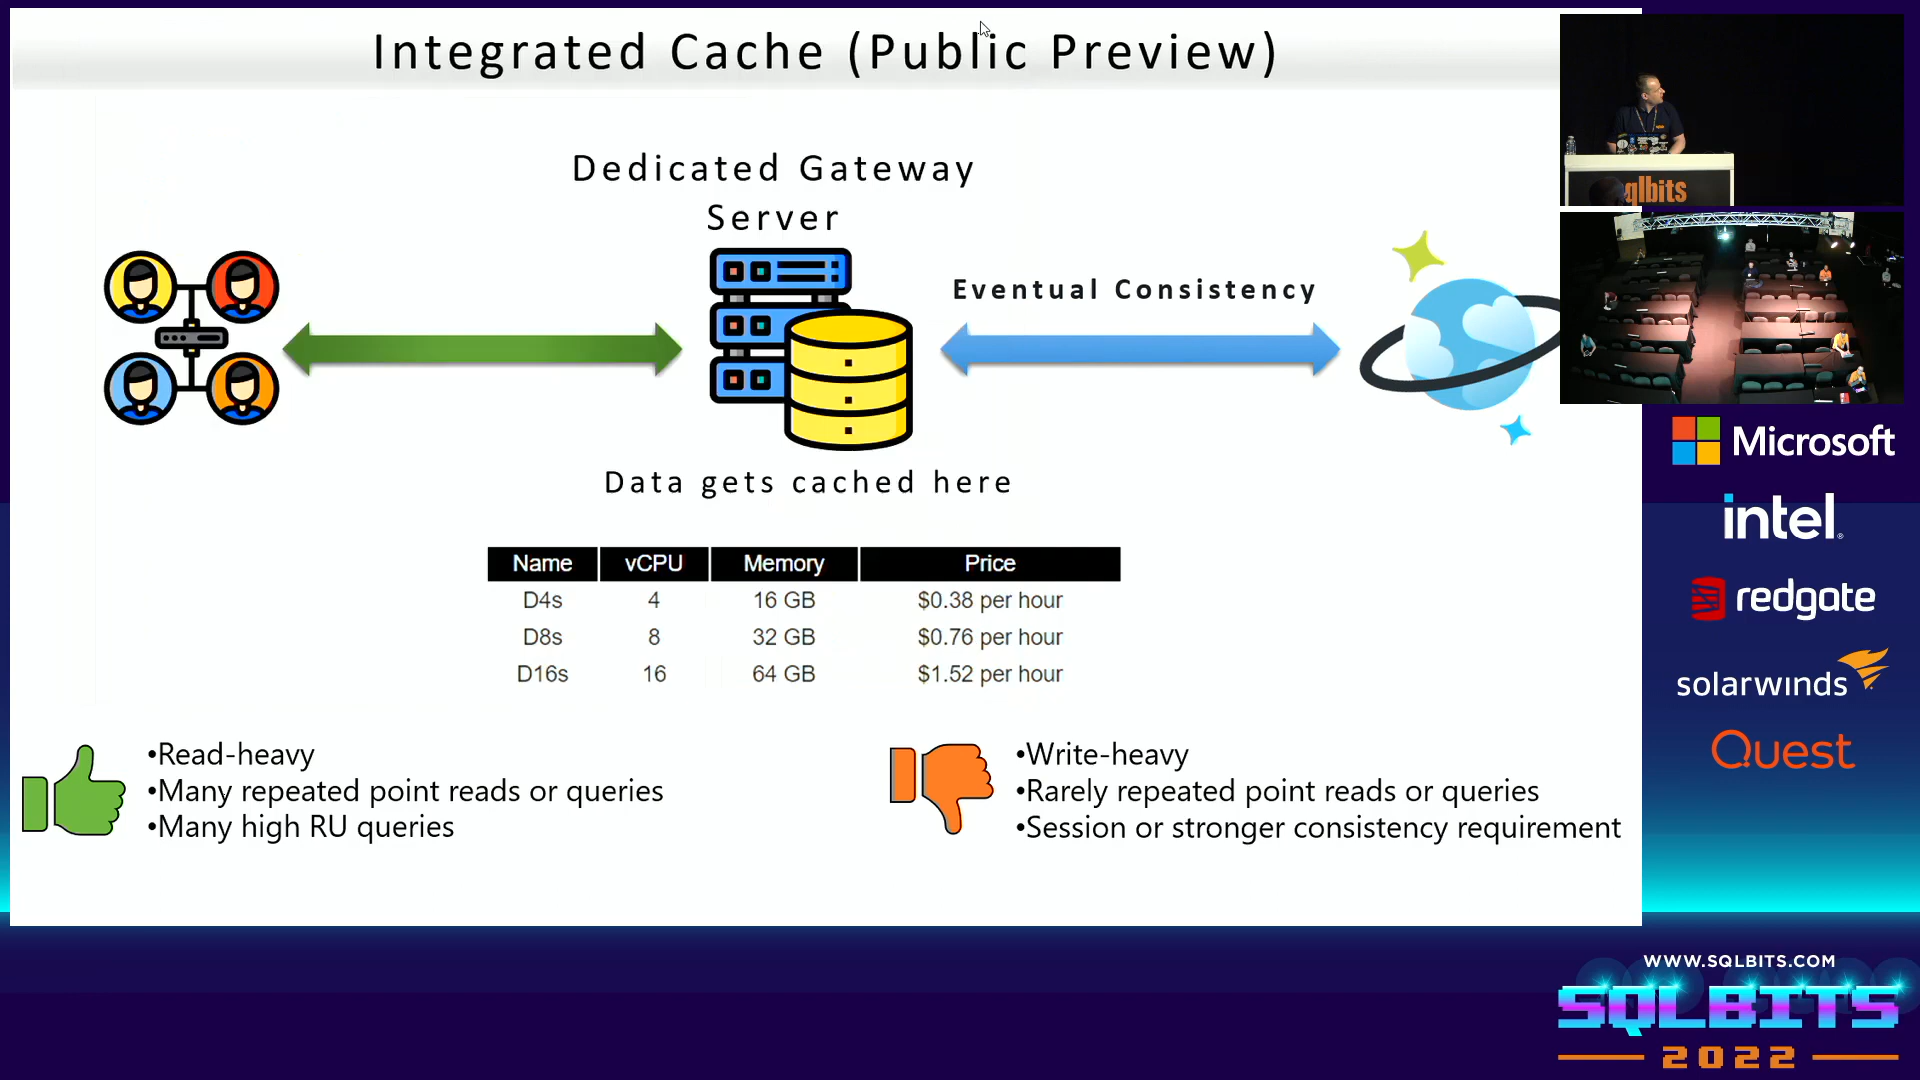 Integrated Cache (Public Preview)
Dedicated Gateway
Server
Eventual Consistency
Data gets cached here
Name vCPU Memory Price
D4s 4 16 GB $0.38 per hour
D8s 8 32 GB $0.76 per hour
D16s 16 64 GB $1.52 per hour
•Read-heavy
•Many repeated point reads or queries
•Many high RU queries
•Write-heavy
•Rarely repeated point reads or queries
•Session or stronger consistency requirement
qlbits
Microsoft
intel.
redgate
solarwinds
Quest
WWW.SQLBITS.COM
SQLBITS
2022